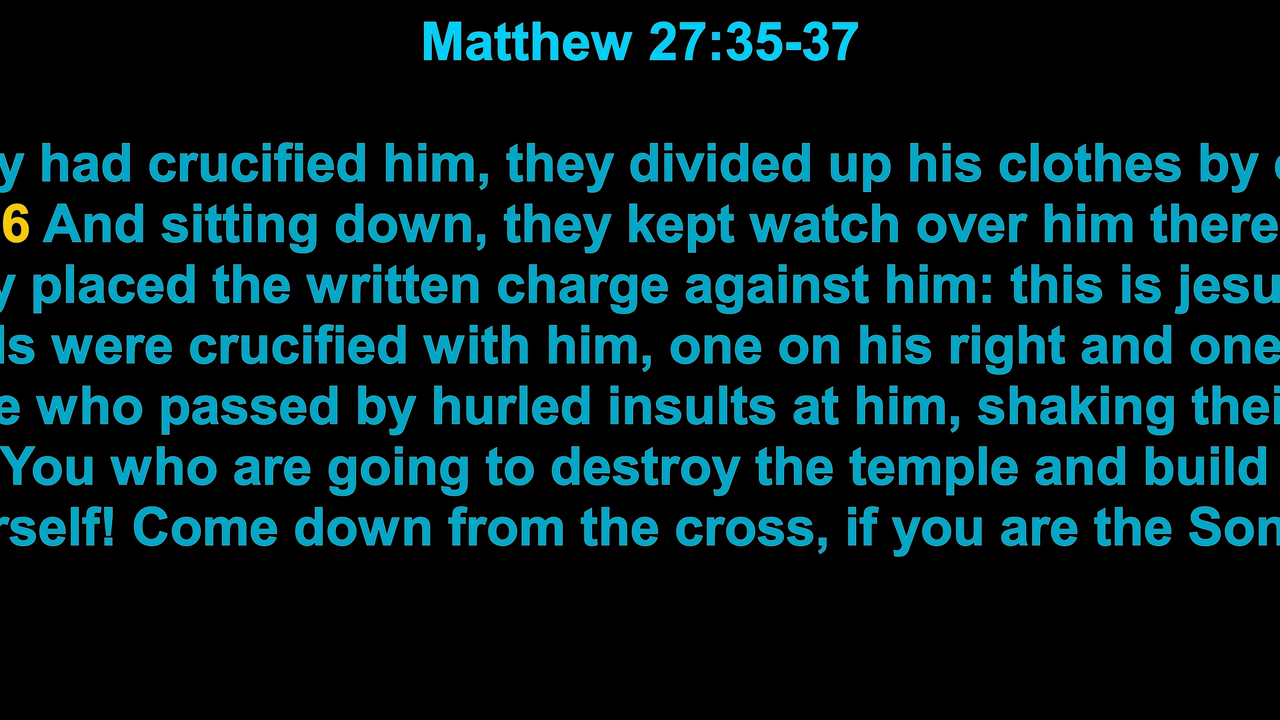 Matthew 27:35-37
y had crucified him, they divided up his clothes by
6 And sitting down, they kept watch over him there
y placed the written charge against him: this is jesu
ls were crucified with him, one on his right and one
e who passed by hurled insults at him, shaking thei
You who are going to destroy the temple and build
rself! Come down from the cross, if you are the Son